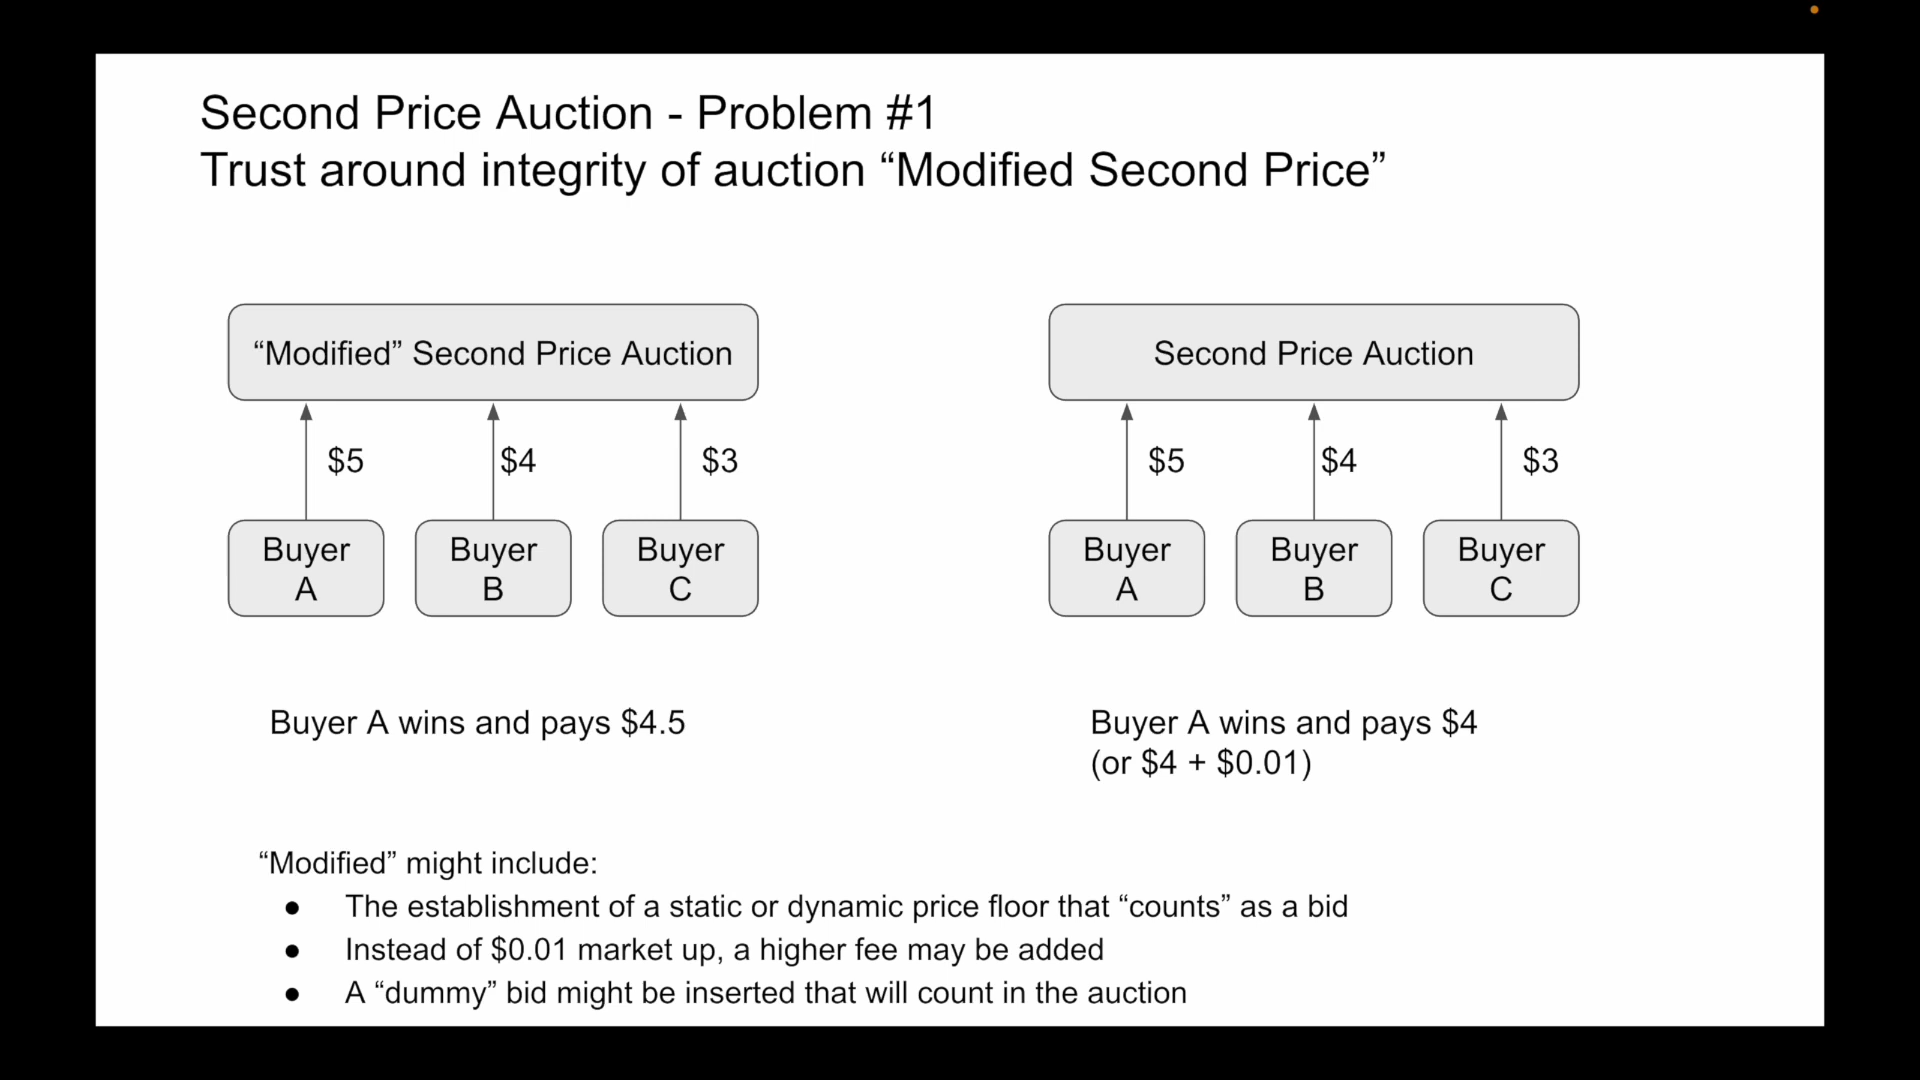 Second Price Auction - Problem #1
Trust around integrity of auction “Modified Second Price”
“Modified” Second Price Auction
$5
$4
$3
Buyer
A
Buyer
B
Buyer
C
Buyer A wins and pays $4.5
Second Price Auction
$5
$4
$3
Buyer
A
Buyer
B
Buyer
C
Buyer A wins and pays $4
(or $4 + $0.01)
“Modified” might include:
● The establishment of a static or dynamic price floor that “counts” as a bid
● Instead of $0.01 market up, a higher fee may be added
● A “dummy” bid might be inserted that will count in the auction